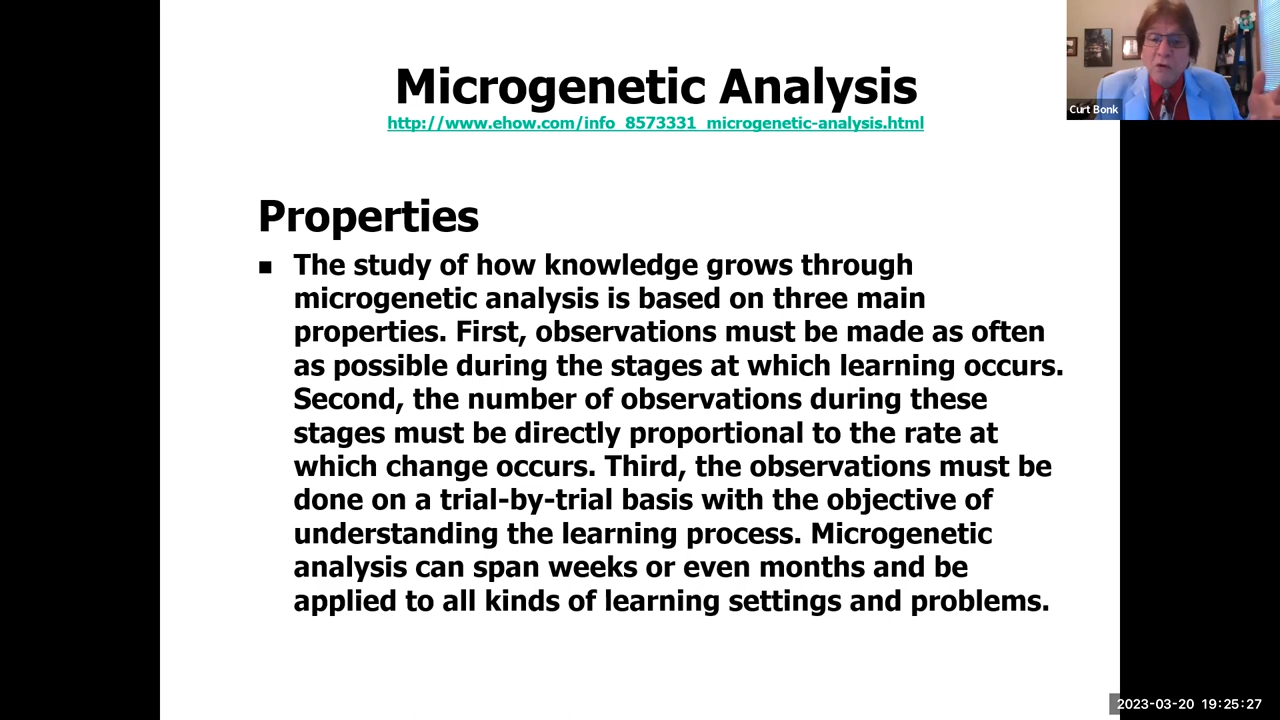 Microgenetic Analysis
http://www.ehow.com/info_8573331_microgenetic-analysis.html
Curt Bonk
Properties
■ The study of how knowledge grows through
microgenetic analysis is based on three main
properties. First, observations must be made as often
as possible during the stages at which learning occurs.
Second, the number of observations during these
stages must be directly proportional to the rate at
which change occurs. Third, the observations must be
done on a trial-by-trial basis with the objective of
understanding the learning process. Microgenetic
analysis can span weeks or even months and be
applied to all kinds of learning settings and problems.
2023-03-20 19:25:27